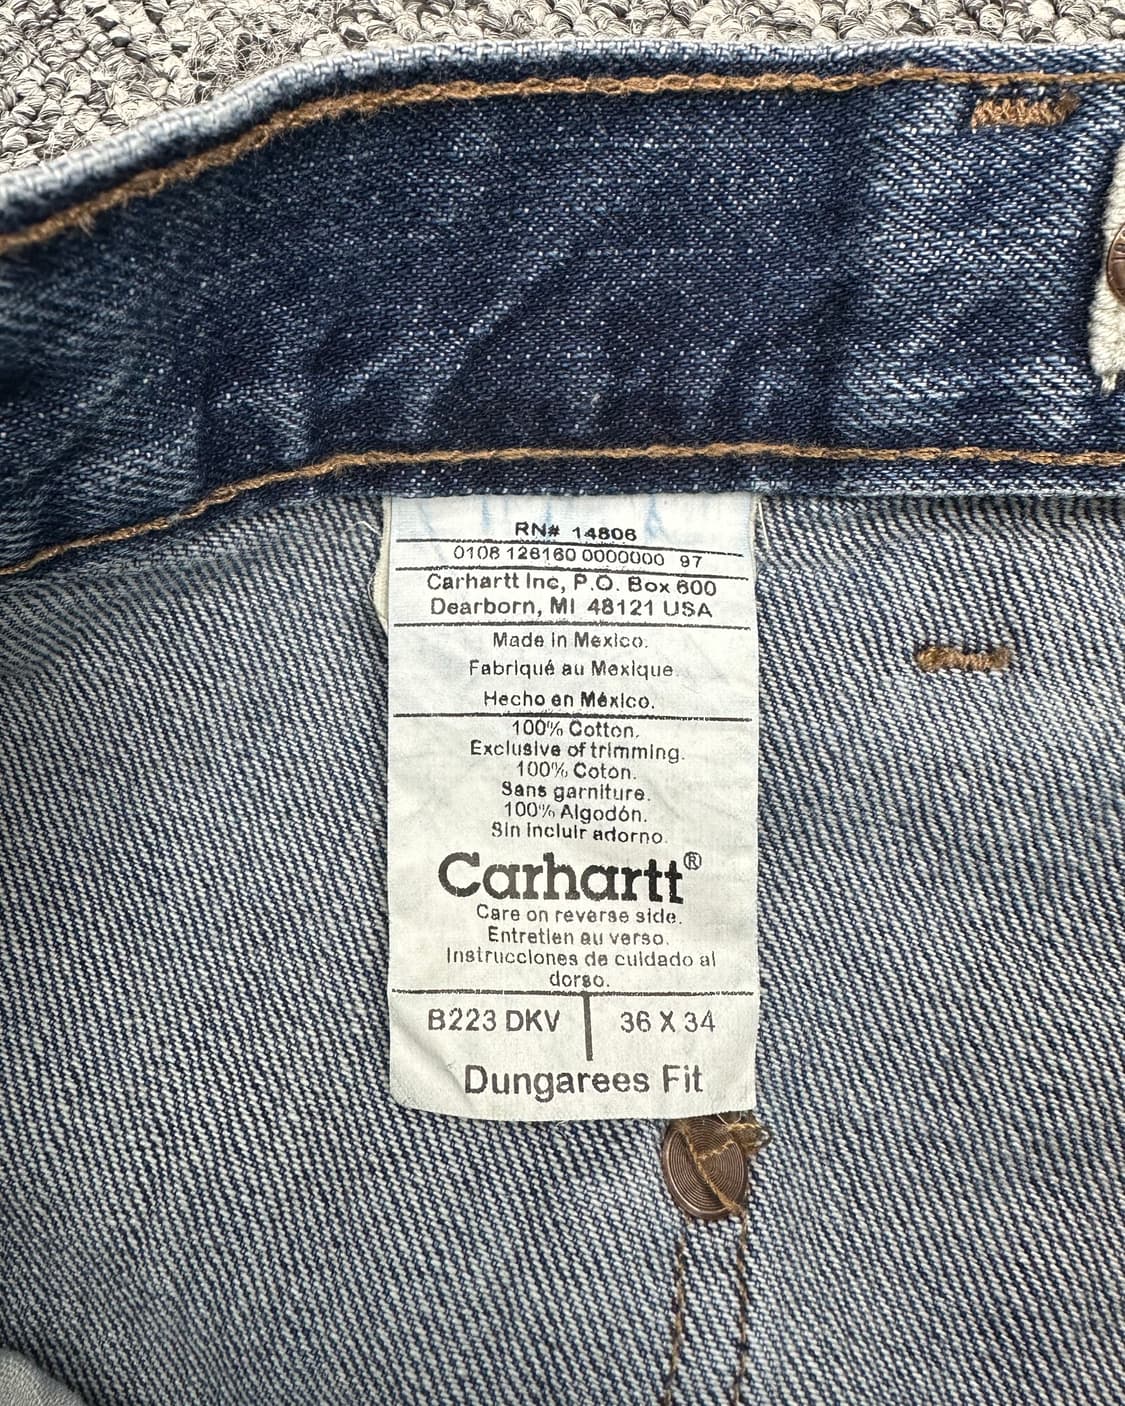 RN# 14806
0108 126160 0000000 97
Carhartt Inc, P.O. Box 600
Dearborn, MI 48121 USA
Made in Mexico.
Fabriqué au Mexique.
Hecho en México.
100% Cotton.
Exclusive of trimming.
100% Coton.
Sans garniture.
100% Algodón.
Sin incluir adorno.
Carhartt®
Care on reverse side.
Entretien au verso.
Instrucciones de cuidado al
dorso.
B223 DKV 36 X 34
Dungarees Fit